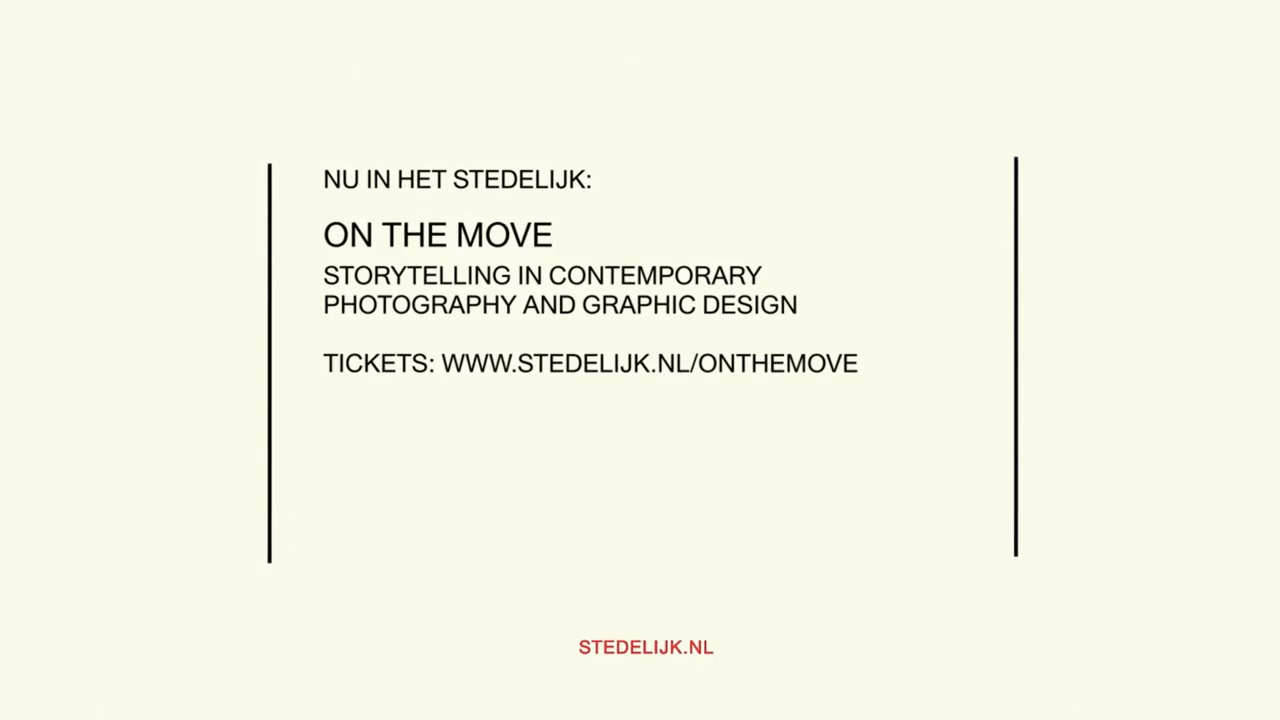 NU IN HET STEDELIJK:
ON THE MOVE
STORYTELLING IN CONTEMPORARY
PHOTOGRAPHY AND GRAPHIC DESIGN
TICKETS: WWW.STEDELIJK.NL/ONTHEMOVE
STEDELIJK.NL